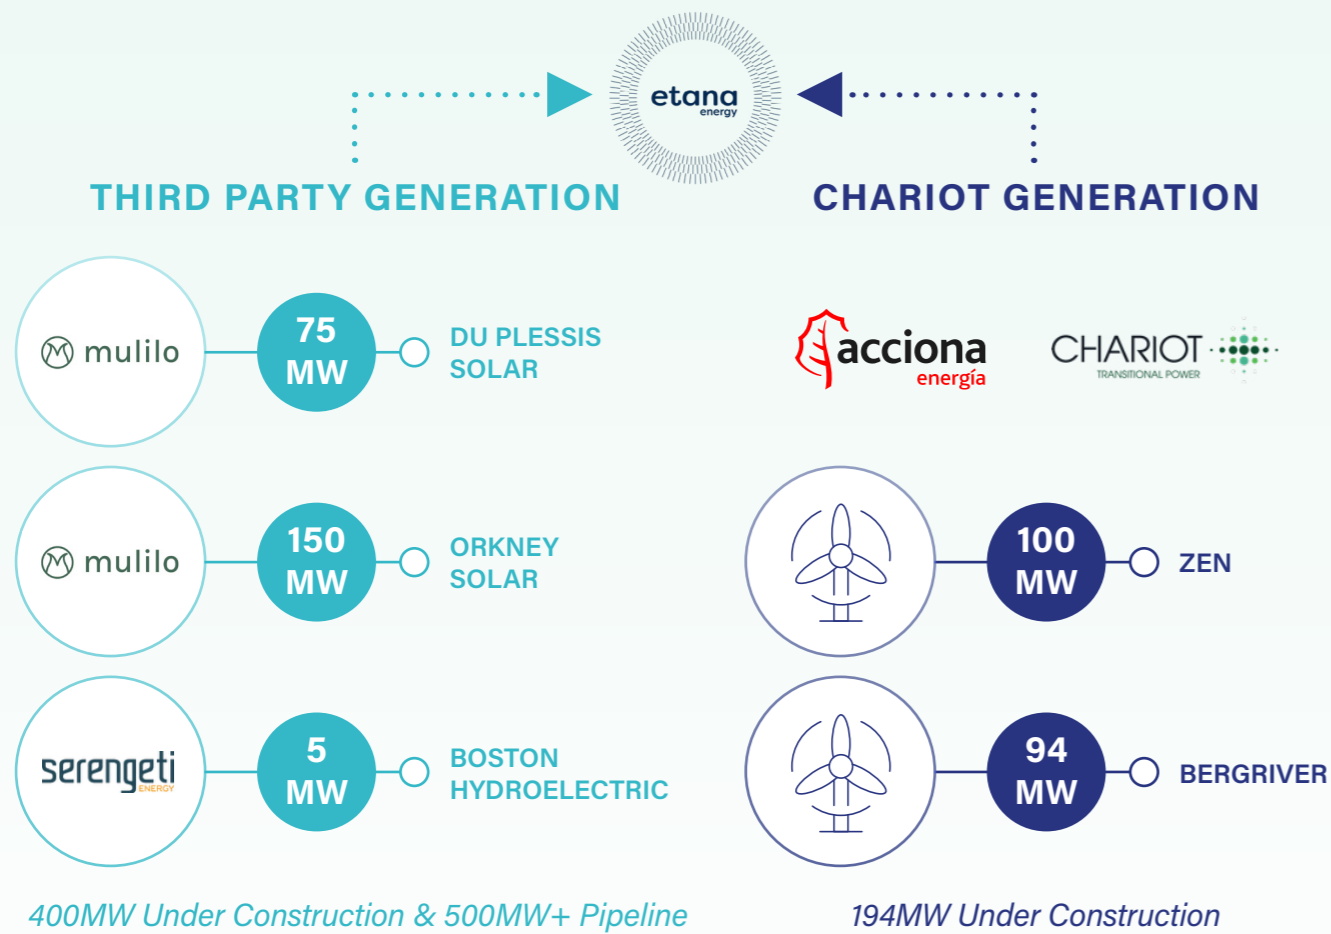 etana
energy
THIRD PARTY GENERATION
mulilo
75
MW
DU PLESSIS
SOLAR
mulilo
150
MW
ORKNEY
SOLAR
serengeti
ENERGY
5
MW
BOSTON
HYDROELECTRIC
400MW Under Construction & 500MW+ Pipeline
CHARIOT GENERATION
acciona
energía
CHARIOT
TRANSITIONAL POWER
100
MW
ZEN
94
MW
BERGRIVER
194MW Under Construction